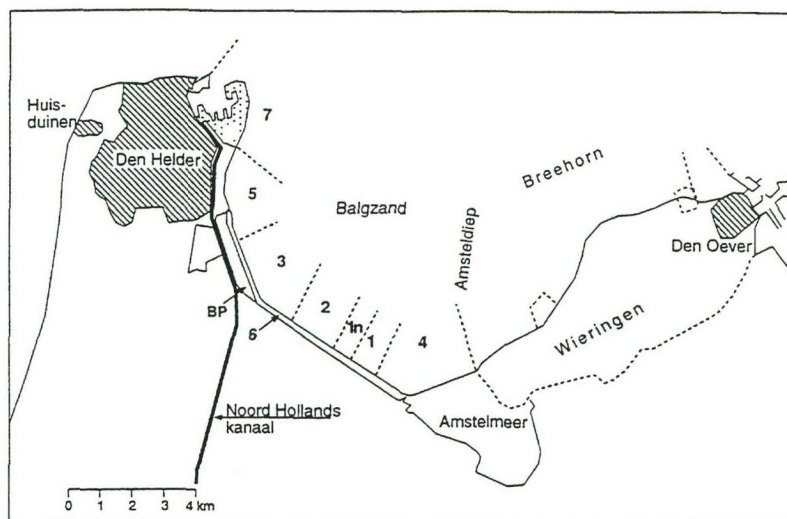 Huis-
duinen
Den Helder
7
5
Balgzand
Breehorn
Amsteldiep
Den Oever
3
BP
2
1n
1
4
6
Wieringen
Noord Hollands
kanaal
Amstelmeer
0 1 2 3 4 km